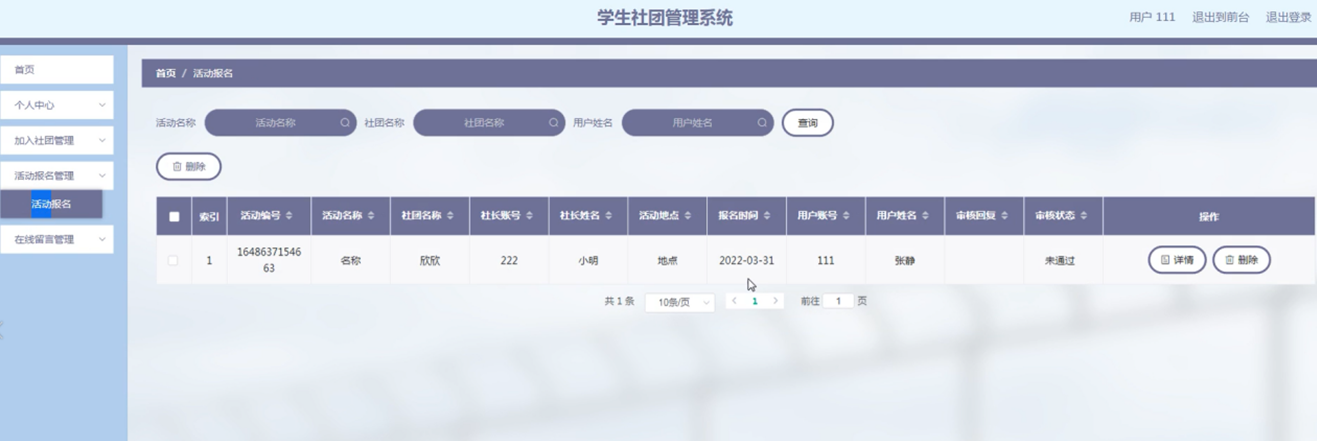 学生社团管理系统
用户 111 退出到前台 退出登录
首页
个人中心
加入社团管理
活动报名管理
活动报名
在线留言管理
首页 / 活动报名
活动名称 活动名称 社团名称 社团名称 用户姓名 用户姓名 查询
删除
索引 活动编号 活动名称 社团名称 社长账号 社长姓名 活动地点 报名时间 用户账号 用户姓名 审核回复 审核状态 操作
1 16486371546 名称 欣欣 222 小明 地点 2022-03-31 111 张静 未通过 详情 删除
63
共 1 条 10条/页 1 前往 1 页